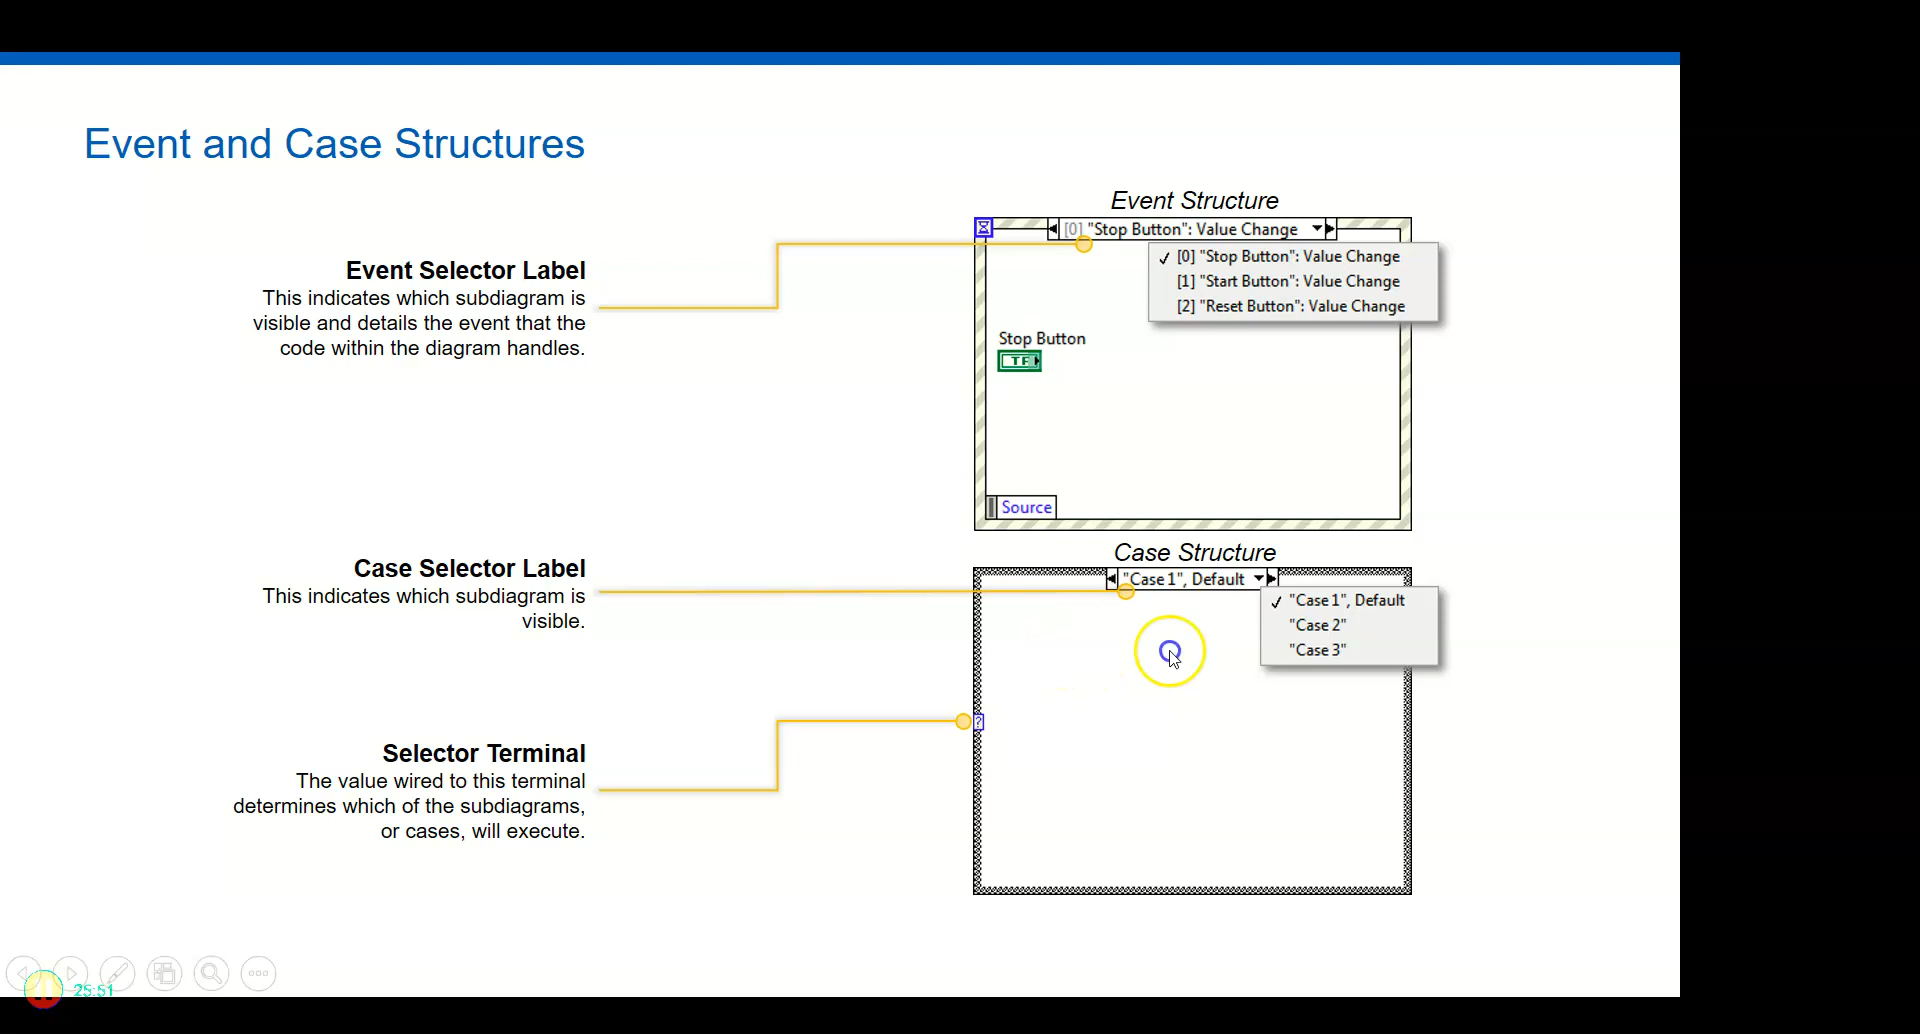 Event and Case Structures
Event Structure
[0] "Stop Button": Value Change
[0] "Stop Button": Value Change
[1] "Start Button": Value Change
[2] "Reset Button": Value Change
Event Selector Label
This indicates which subdiagram is
visible and details the event that the
code within the diagram handles.
Stop Button
TF
Source
Case Structure
"Case 1", Default
"Case 1", Default
"Case 2"
"Case 3"
Case Selector Label
This indicates which subdiagram is
visible.
?
Selector Terminal
The value wired to this terminal
determines which of the subdiagrams,
or cases, will execute.
25:51